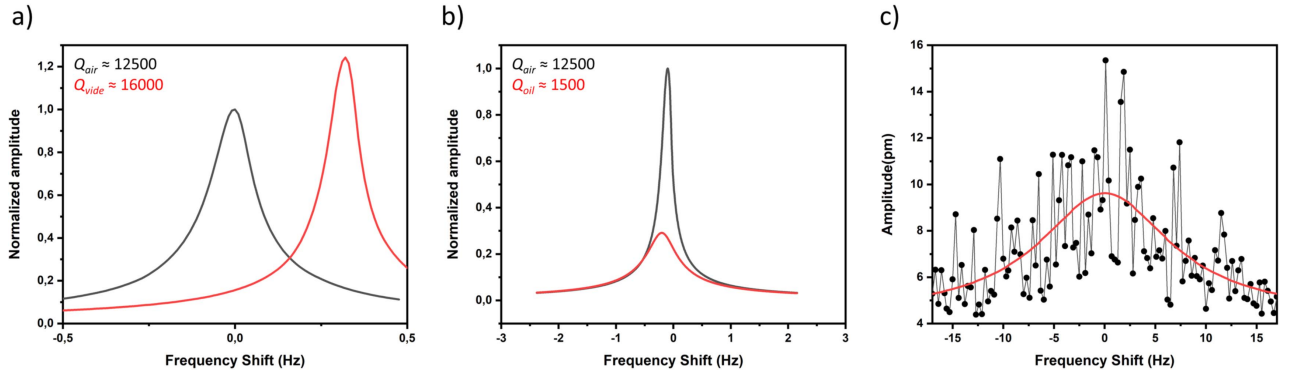 a)
Q_air ≈ 12500
Q_vide ≈ 16000
1,2
1,0
0,8
0,6
0,4
0,2
0,0
-0,5
0,0
0,5
Normalized amplitude
Frequency Shift (Hz)
b)
Q_air ≈ 12500
Q_oil ≈ 1500
1,0
0,8
0,6
0,4
0,2
0,0
-3
-2
-1
0
1
2
3
Normalized amplitude
Frequency Shift (Hz)
c)
16
14
12
10
8
6
4
-15
-10
-5
0
5
10
15
Amplitude(pm)
Frequency Shift (Hz)